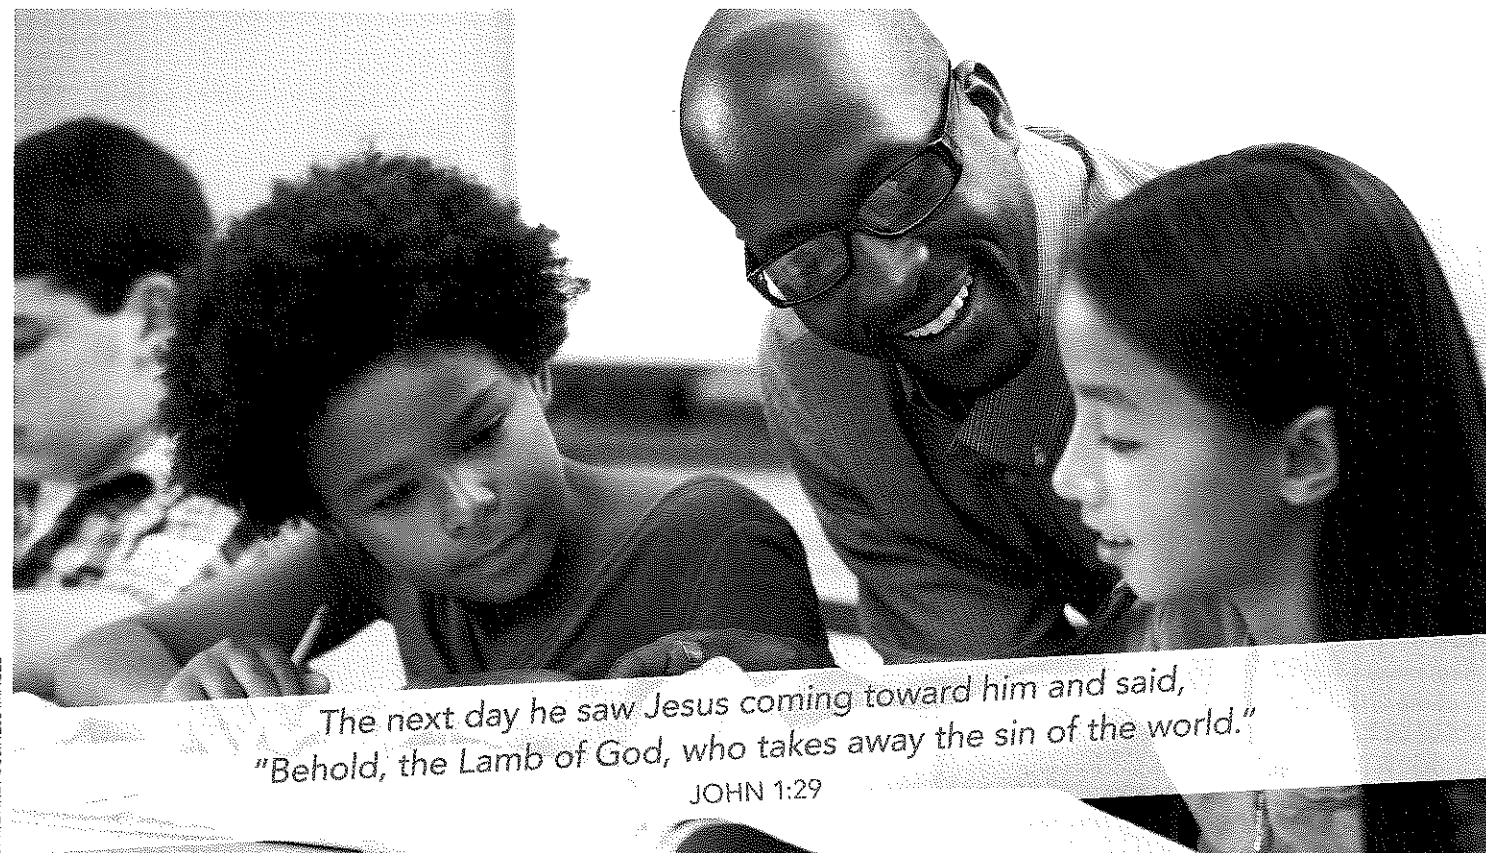 The next day he saw Jesus coming toward him and said,
"Behold, the Lamb of God, who takes away the sin of the world."
JOHN 1:29